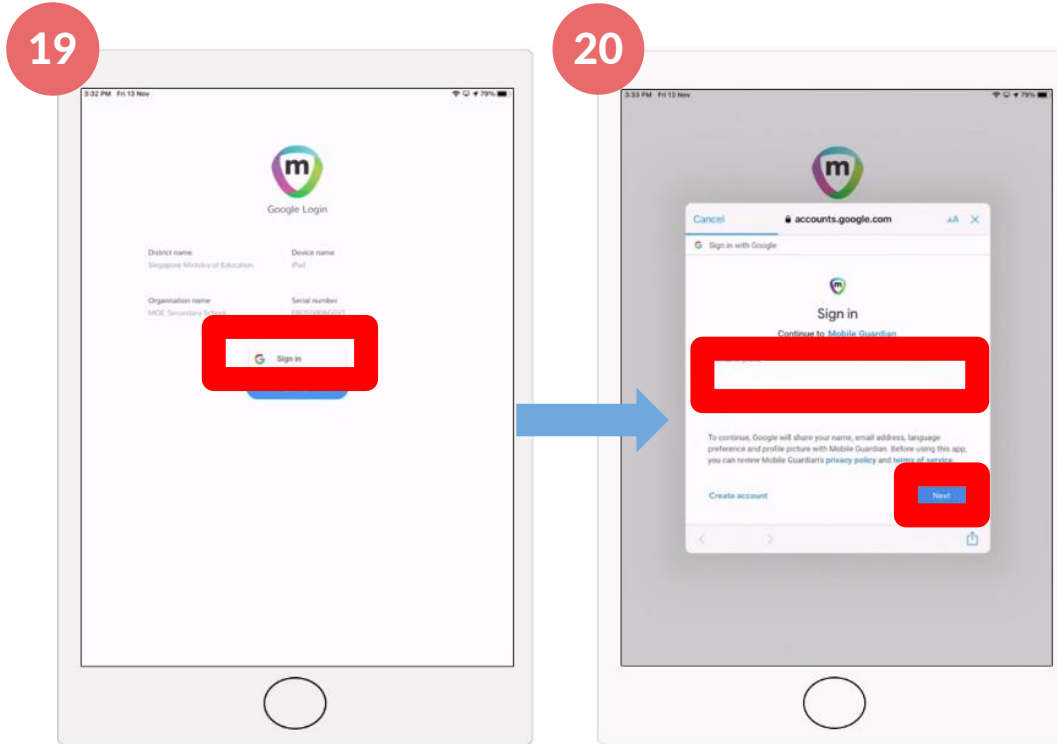 19
3:32 PM Fri 13 Nov
79%
m
Google Login
District name
Device name
Singapore Ministry of Education
iPad
Organisation name
Serial number
MOE Secondary School
Sign in
20
3:33 PM Fri 13 Nov
79%
m
Cancel
accounts.google.com
AA
Sign in with Google
m
Sign in
Continue to Mobile Guardian
To continue, Google will share your name, email address, language
preference and profile picture with Mobile Guardian. Before using this app,
you can review Mobile Guardian's privacy policy and terms of service.
Create account
Next